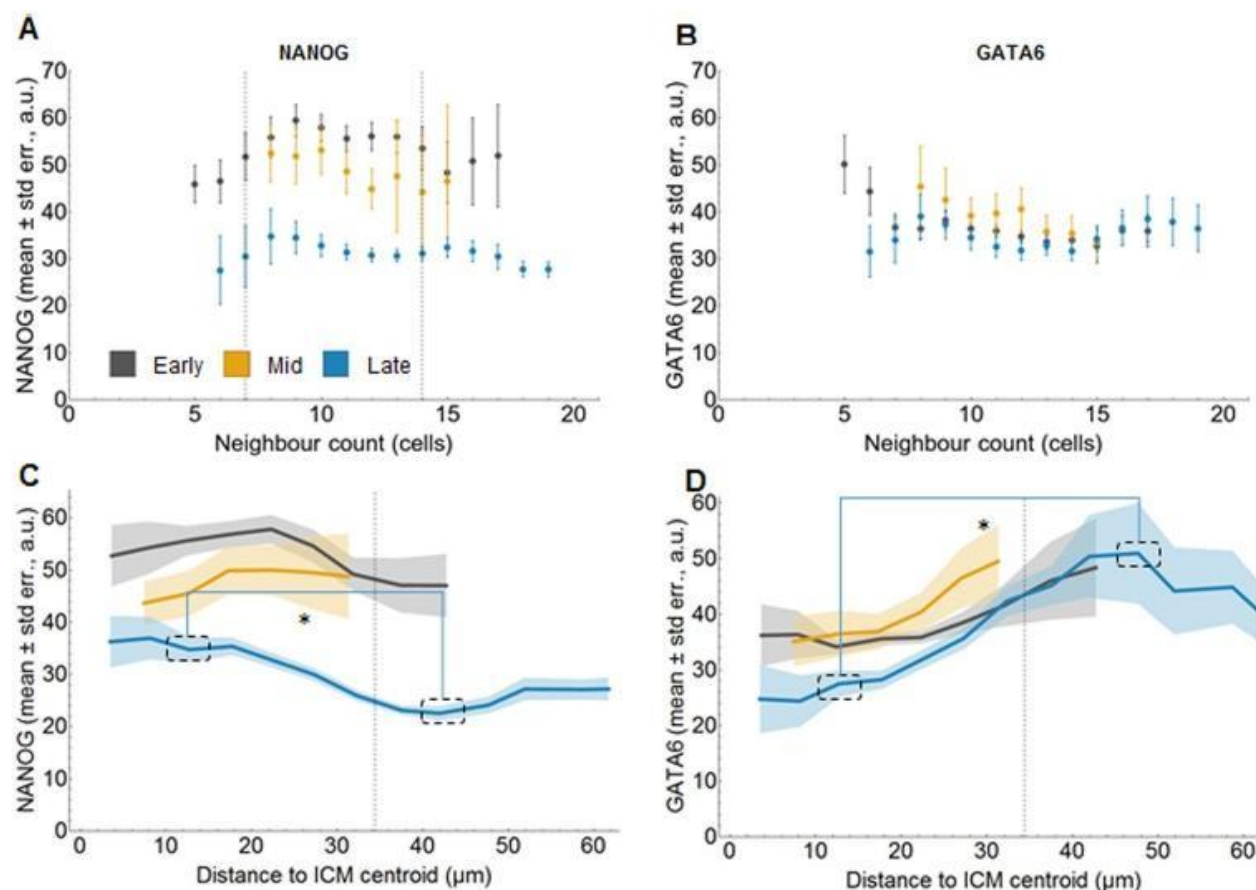 A
NANOG
NANOG (mean ± std err., a.u.)
70
60
50
40
30
20
10
0
Early Mid Late
0 5 10 15 20
Neighbour count (cells)
B
GATA6
GATA6 (mean ± std err., a.u.)
70
60
50
40
30
20
10
0
0 5 10 15 20
Neighbour count (cells)
C
NANOG (mean ± std err., a.u.)
60
50
40
30
20
10
0
*
0 10 20 30 40 50 60
Distance to ICM centroid (µm)
D
GATA6 (mean ± std err., a.u.)
60
50
40
30
20
10
0
*
0 10 20 30 40 50 60
Distance to ICM centroid (µm)